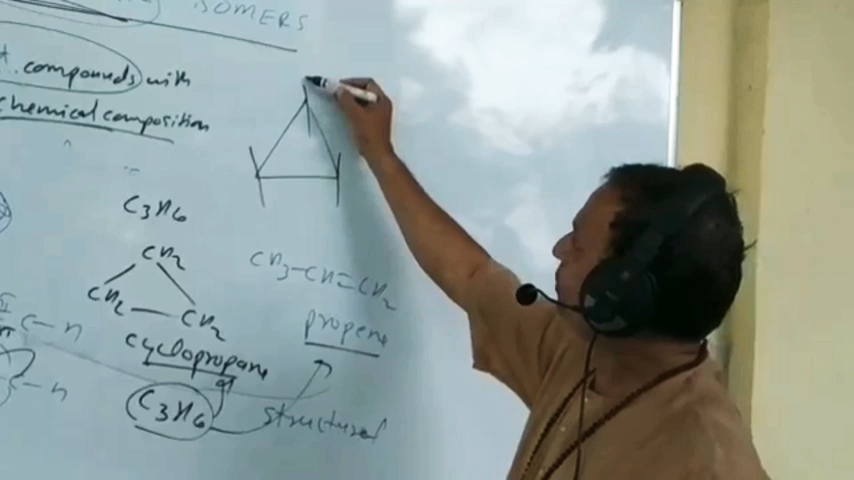 ISOMERS
compounds with
chemical composition
C3H6
CH2
CH2 — CH2
CH3-CH=CH2
propene
cyclopropane
C3H6
structural
C-H